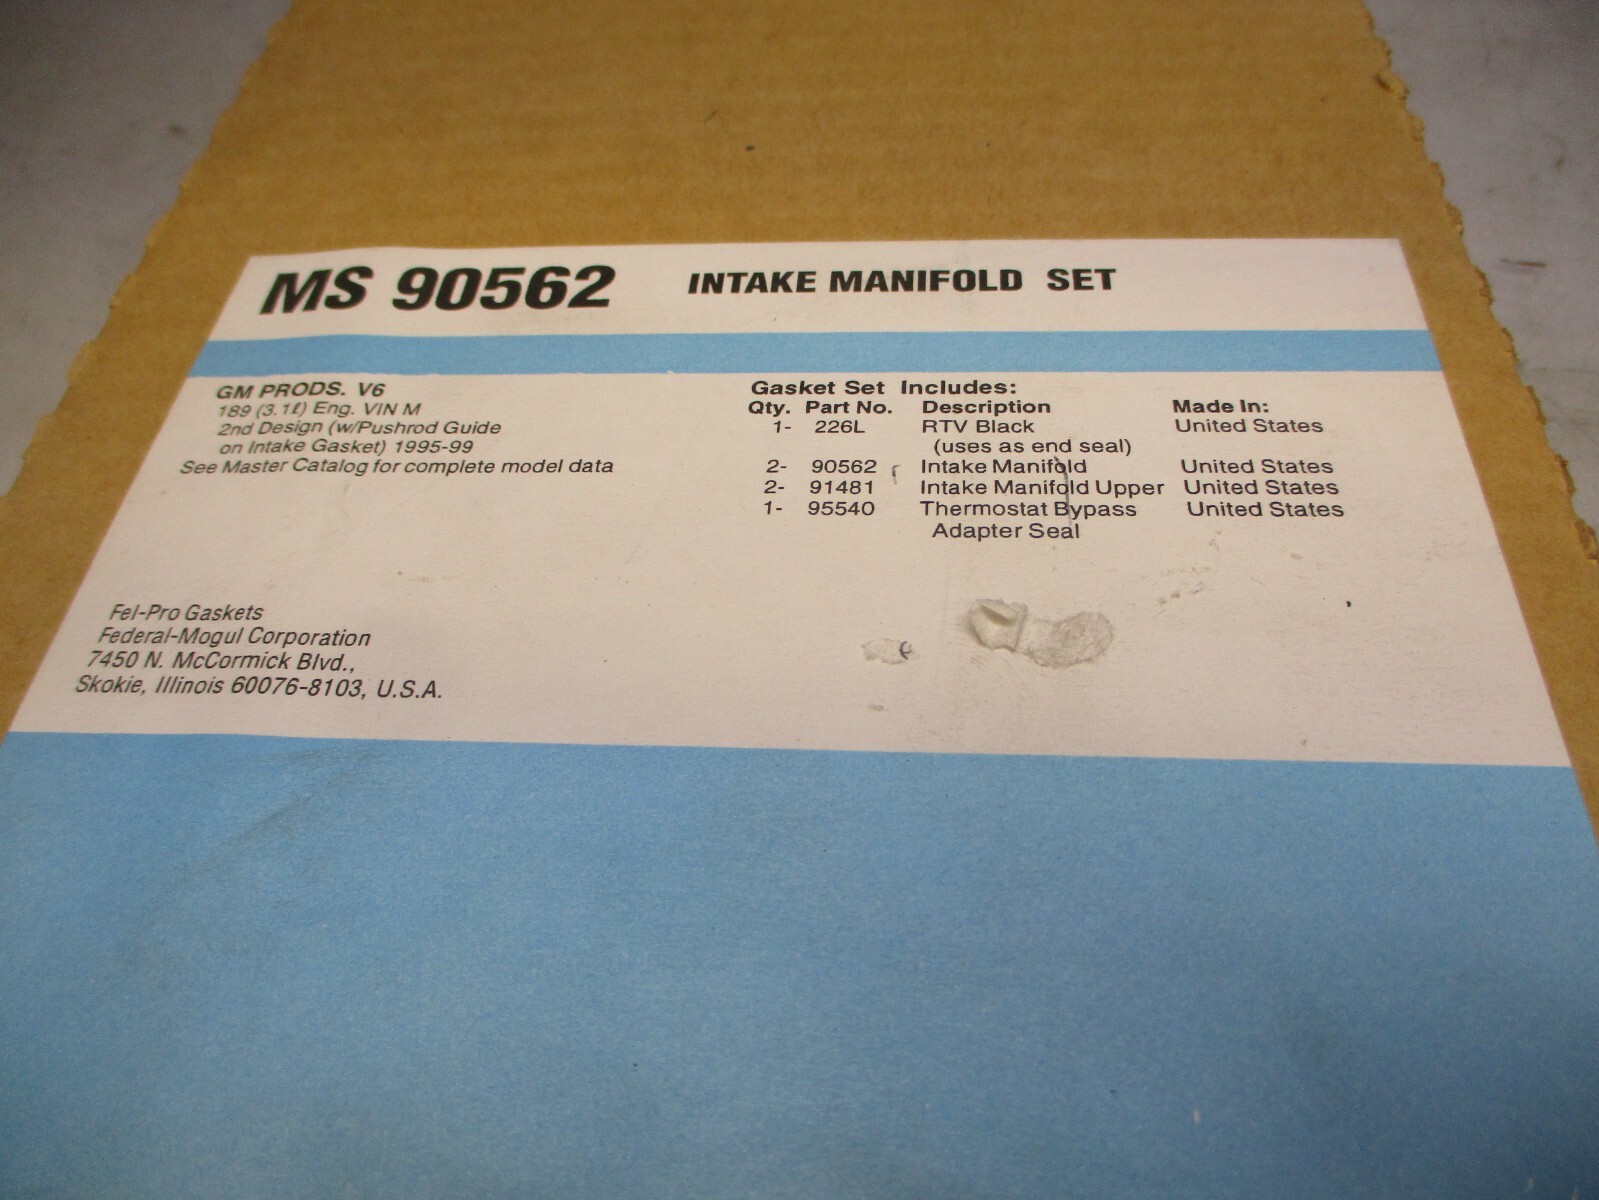 MS 90562 INTAKE MANIFOLD SET
GM PRODS. V6
189 (3.1ℓ) Eng. VIN M
2nd Design (w/Pushrod Guide
on Intake Gasket) 1995-99
See Master Catalog for complete model data
Gasket Set Includes:
Qty. Part No. Description Made In:
1- 226L RTV Black United States
(uses as end seal)
2- 90562 Intake Manifold United States
2- 91481 Intake Manifold Upper United States
1- 95540 Thermostat Bypass United States
Adapter Seal
Fel-Pro Gaskets
Federal-Mogul Corporation
7450 N. McCormick Blvd.,
Skokie, Illinois 60076-8103, U.S.A.